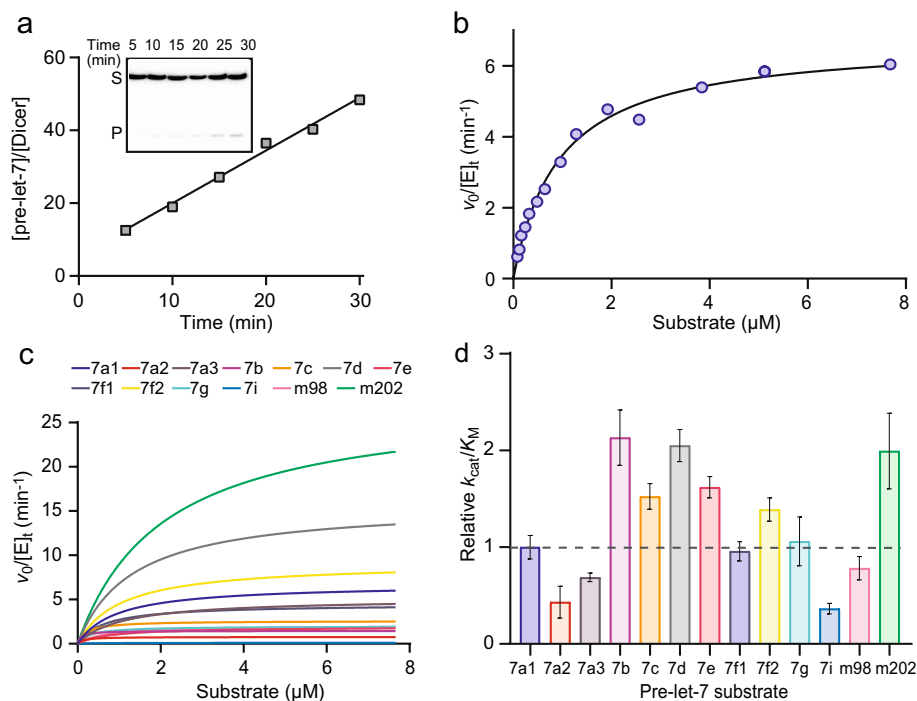 a
Time 5 10 15 20 25 30
(min)
S
P
60
40
20
0
0 10 20 30
[pre-let-7]/[Dicer]
Time (min)
b
6
4
2
0
0 2 4 6 8
v0/[E]t (min-1)
Substrate (µM)
c
7a1 7a2 7a3 7b 7c 7d 7e
7f1 7f2 7g 7i m98 m202
25
20
15
10
5
0
0 2 4 6 8
v0/[E]t (min-1)
Substrate (µM)
d
3
2
1
0
Relative kcat/KM
7a1 7a2 7a3 7b 7c 7d 7e 7f1 7f2 7g 7i m98 m202
Pre-let-7 substrate